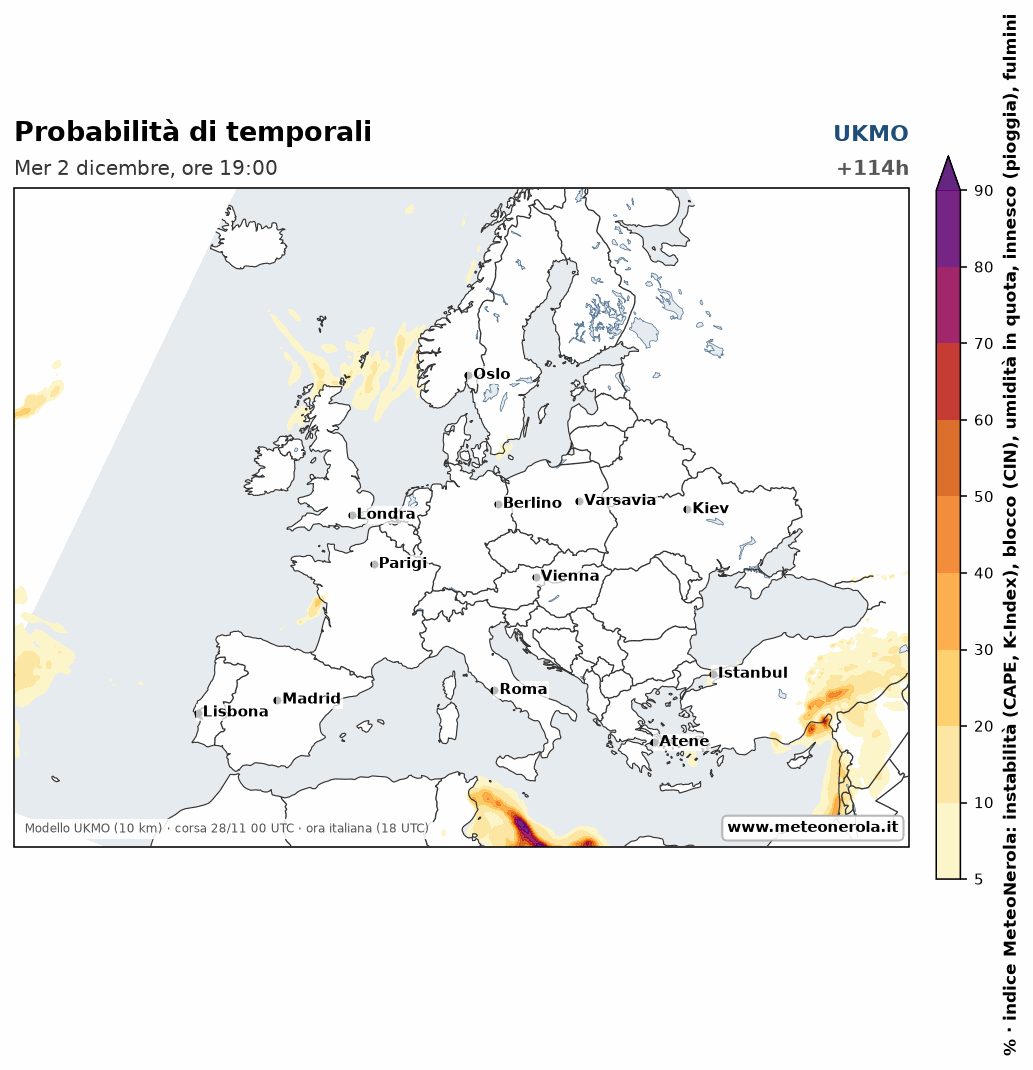 Probabilità di temporali
UKMO
Mer 2 dicembre, ore 19:00
+114h
Oslo
Londra
Berlino
Varsavia
Kiev
Parigi
Vienna
Istanbul
Roma
Madrid
Lisbona
Atene
Modello UKMO (10 km) · corsa 28/11 00 UTC · ora italiana (18 UTC)
www.meteonerola.it
90
80
70
60
50
40
30
20
10
5
% · indice MeteoNerola: instabilità (CAPE, K-Index), blocco (CIN), umidità in quota, innesco (pioggia), fulmini